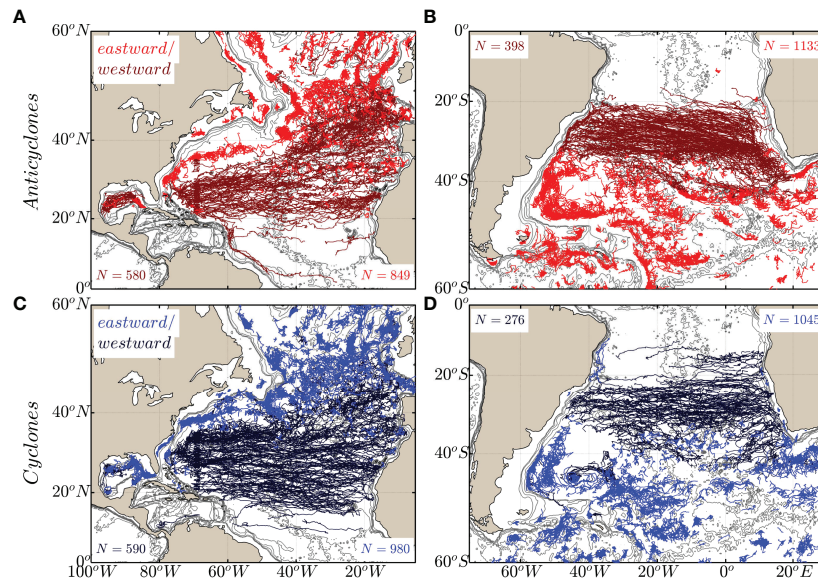 A
B
60°N
eastward/
westward
40°N
20°N
0°
N = 580
N = 849
Anticyclones
0°
N = 398
N = 1133
20°S
40°S
60°S
C
D
60°N
eastward/
westward
40°N
20°N
0°
N = 590
N = 980
Cyclones
0°
N = 276
N = 1045
20°S
40°S
60°S
100°W 80°W 60°W 40°W 20°W
60°W 40°W 20°W 0° 20°E